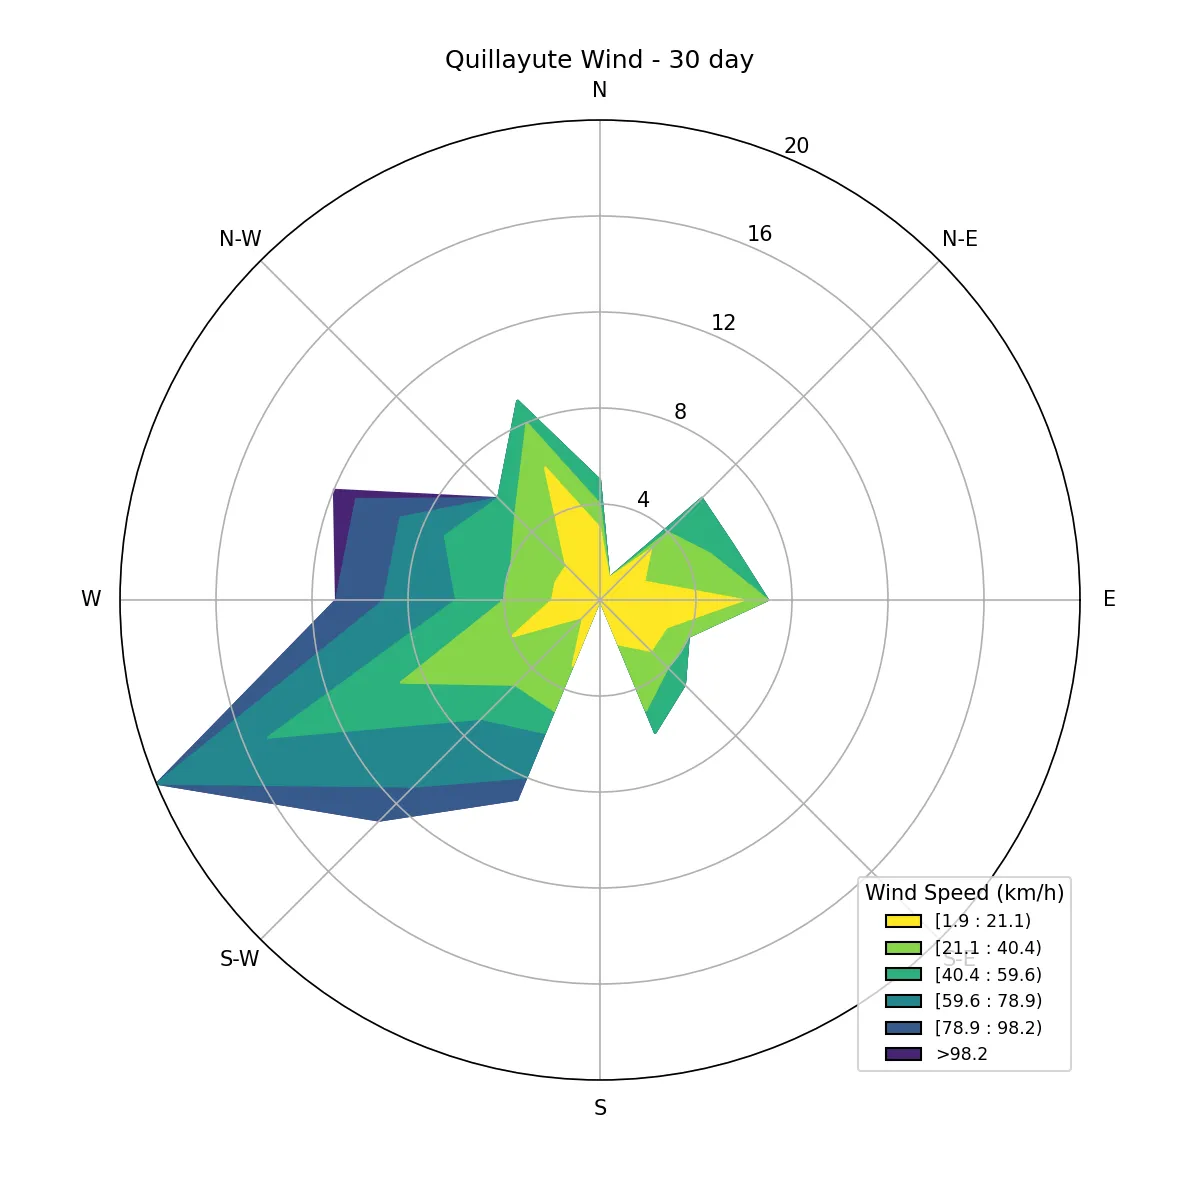 Quillayute Wind - 30 day
N
20
N-W
16
N-E
12
8
4
W
E
Wind Speed (km/h)
[1.9 : 21.1)
[21.1 : 40.4)
S-W
S-E
[40.4 : 59.6)
[59.6 : 78.9)
[78.9 : 98.2)
>98.2
S